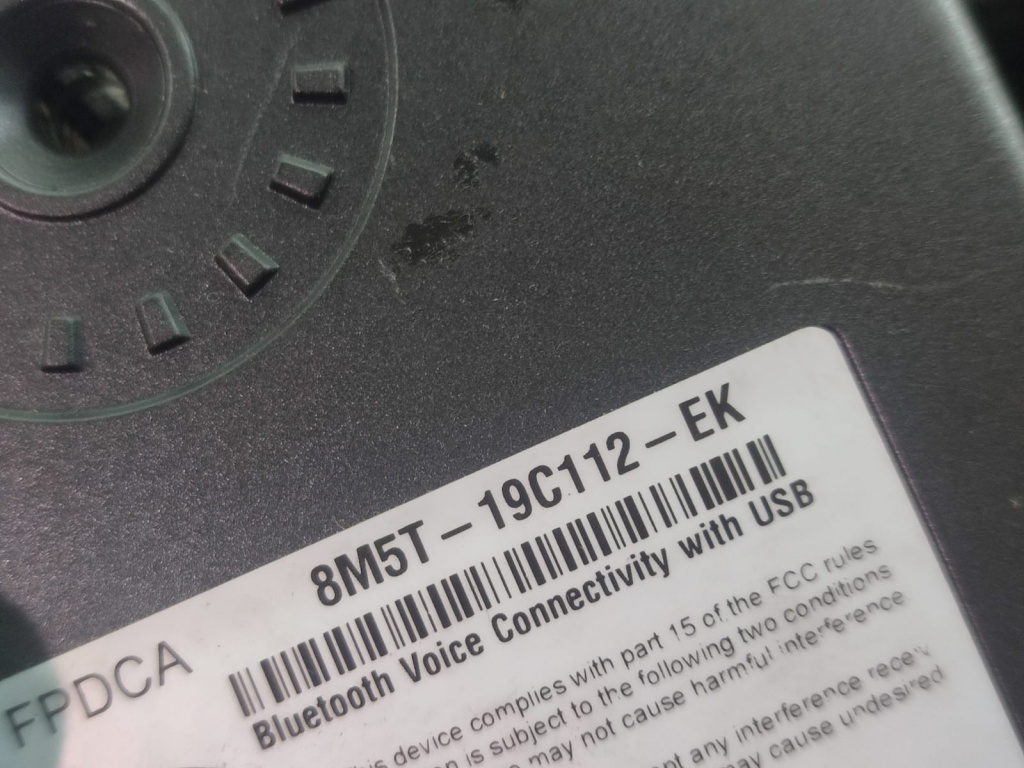 8M5T-19C112-EK
Bluetooth Voice Connectivity with USB
FPDCA
device complies with part 15 of the FCC rules
is subject to the following two conditions
may not cause harmful interference
any interference
may cause undesired